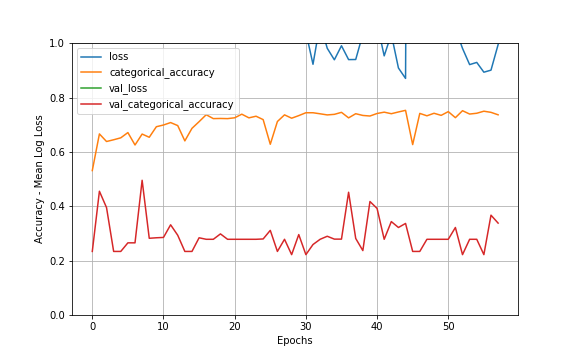 1.0
0.8
0.6
0.4
0.2
0.0
Accuracy - Mean Log Loss
loss
categorical_accuracy
val_loss
val_categorical_accuracy
0 10 20 30 40 50
Epochs